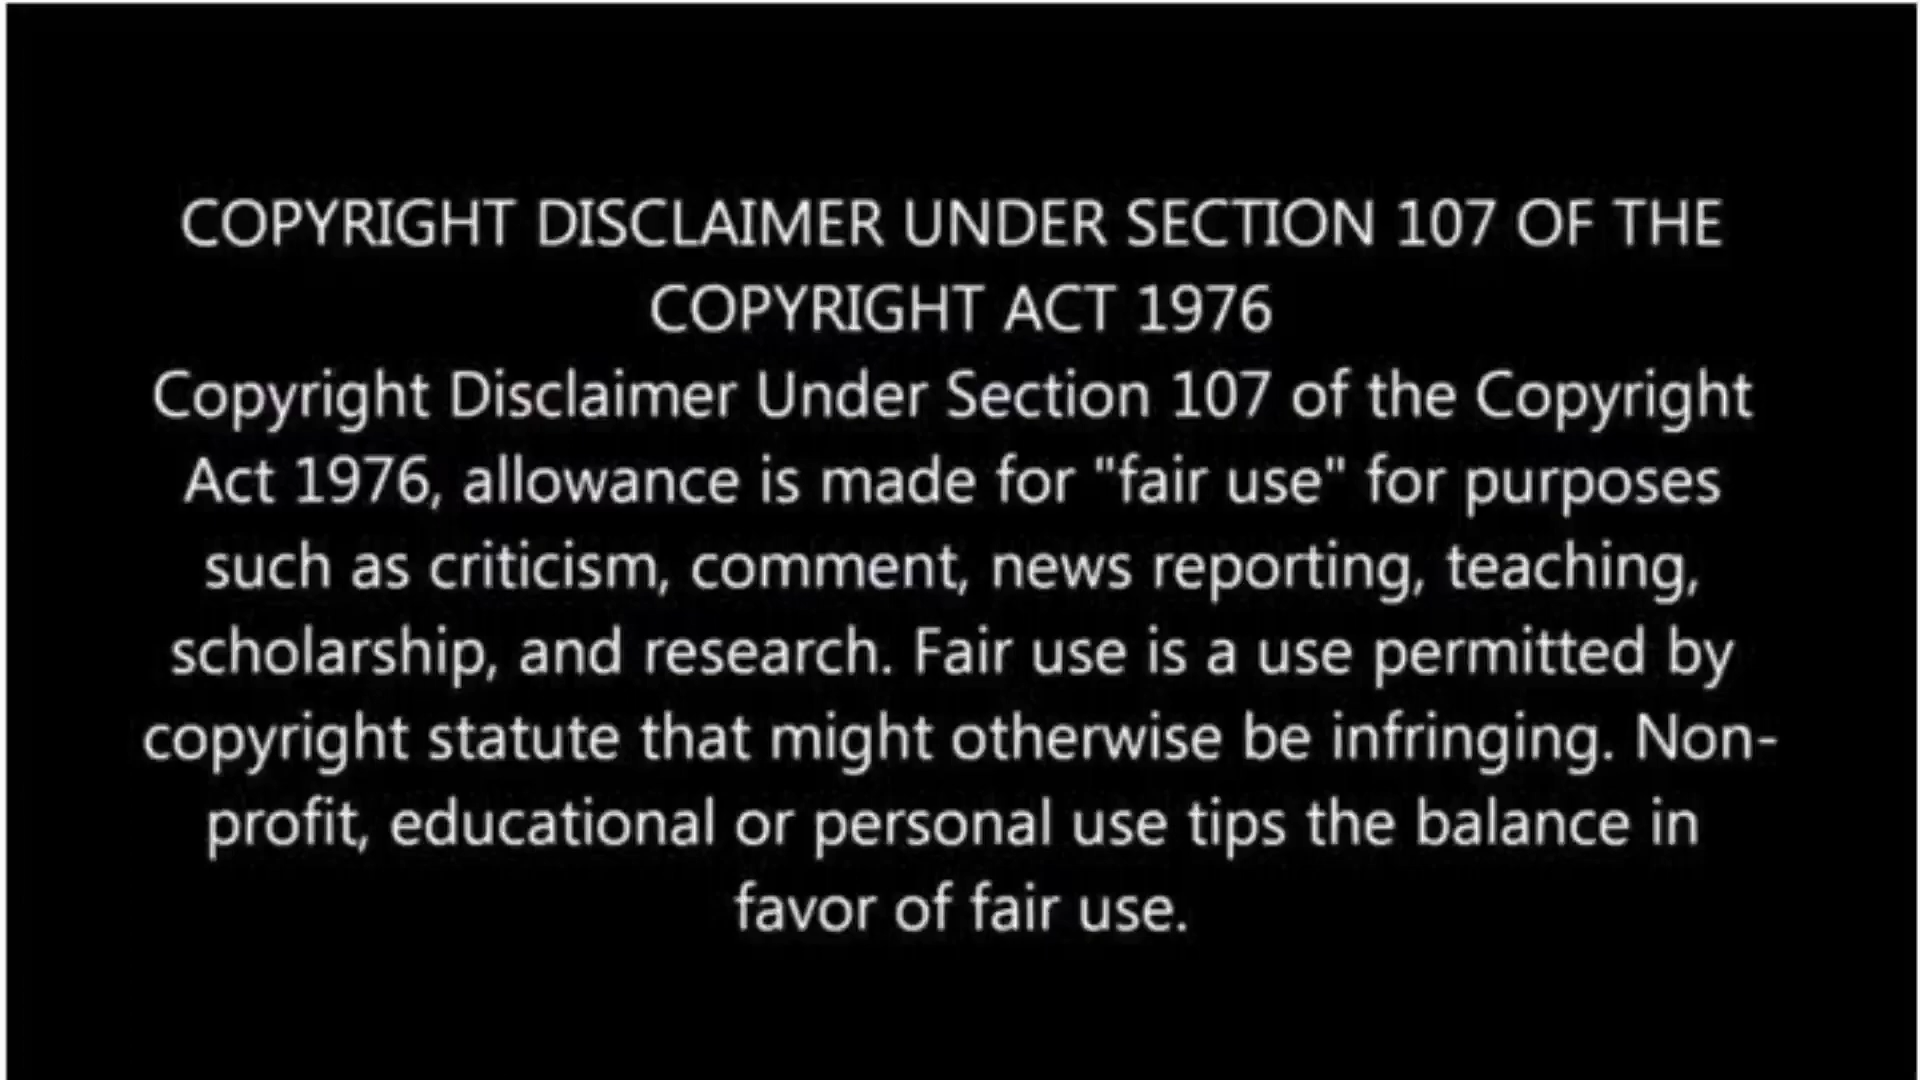 COPYRIGHT DISCLAIMER UNDER SECTION 107 OF THE
COPYRIGHT ACT 1976
Copyright Disclaimer Under Section 107 of the Copyright
Act 1976, allowance is made for "fair use" for purposes
such as criticism, comment, news reporting, teaching,
scholarship, and research. Fair use is a use permitted by
copyright statute that might otherwise be infringing. Non-
profit, educational or personal use tips the balance in
favor of fair use.